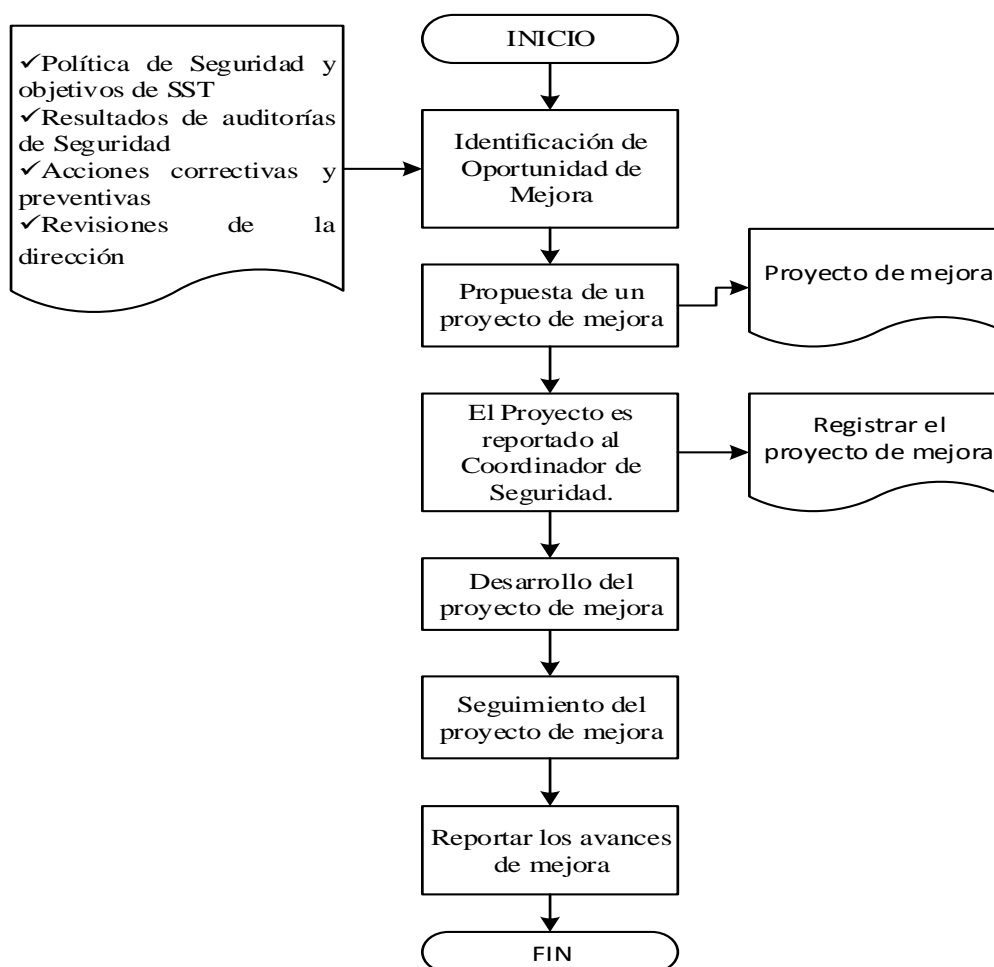 INICIO
✓Política de Seguridad y
objetivos de SST
✓Resultados de auditorías
de Seguridad
✓Acciones correctivas y
preventivas
✓Revisiones de la
dirección
Identificación de
Oportunidad de
Mejora
Propuesta de un
proyecto de mejora
Proyecto de mejora
El Proyecto es
reportado al
Coordinador de
Seguridad.
Registrar el
proyecto de mejora
Desarrollo del
proyecto de mejora
Seguimiento del
proyecto de mejora
Reportar los avances
de mejora
FIN